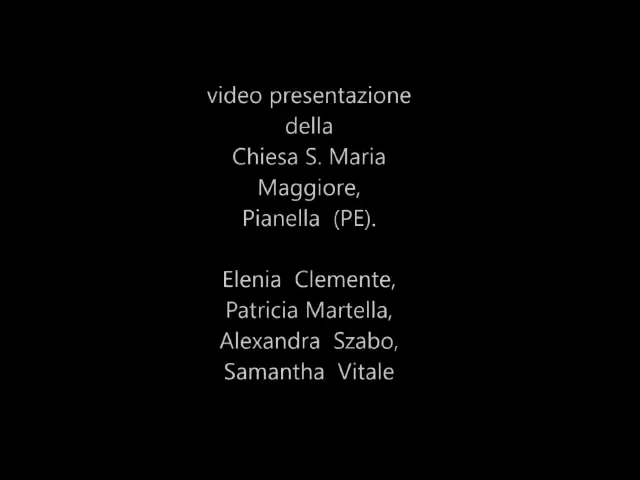 video presentazione
della
Chiesa S. Maria
Maggiore,
Pianella (PE).
Elenia Clemente,
Patricia Martella,
Alexandra Szabo,
Samantha Vitale